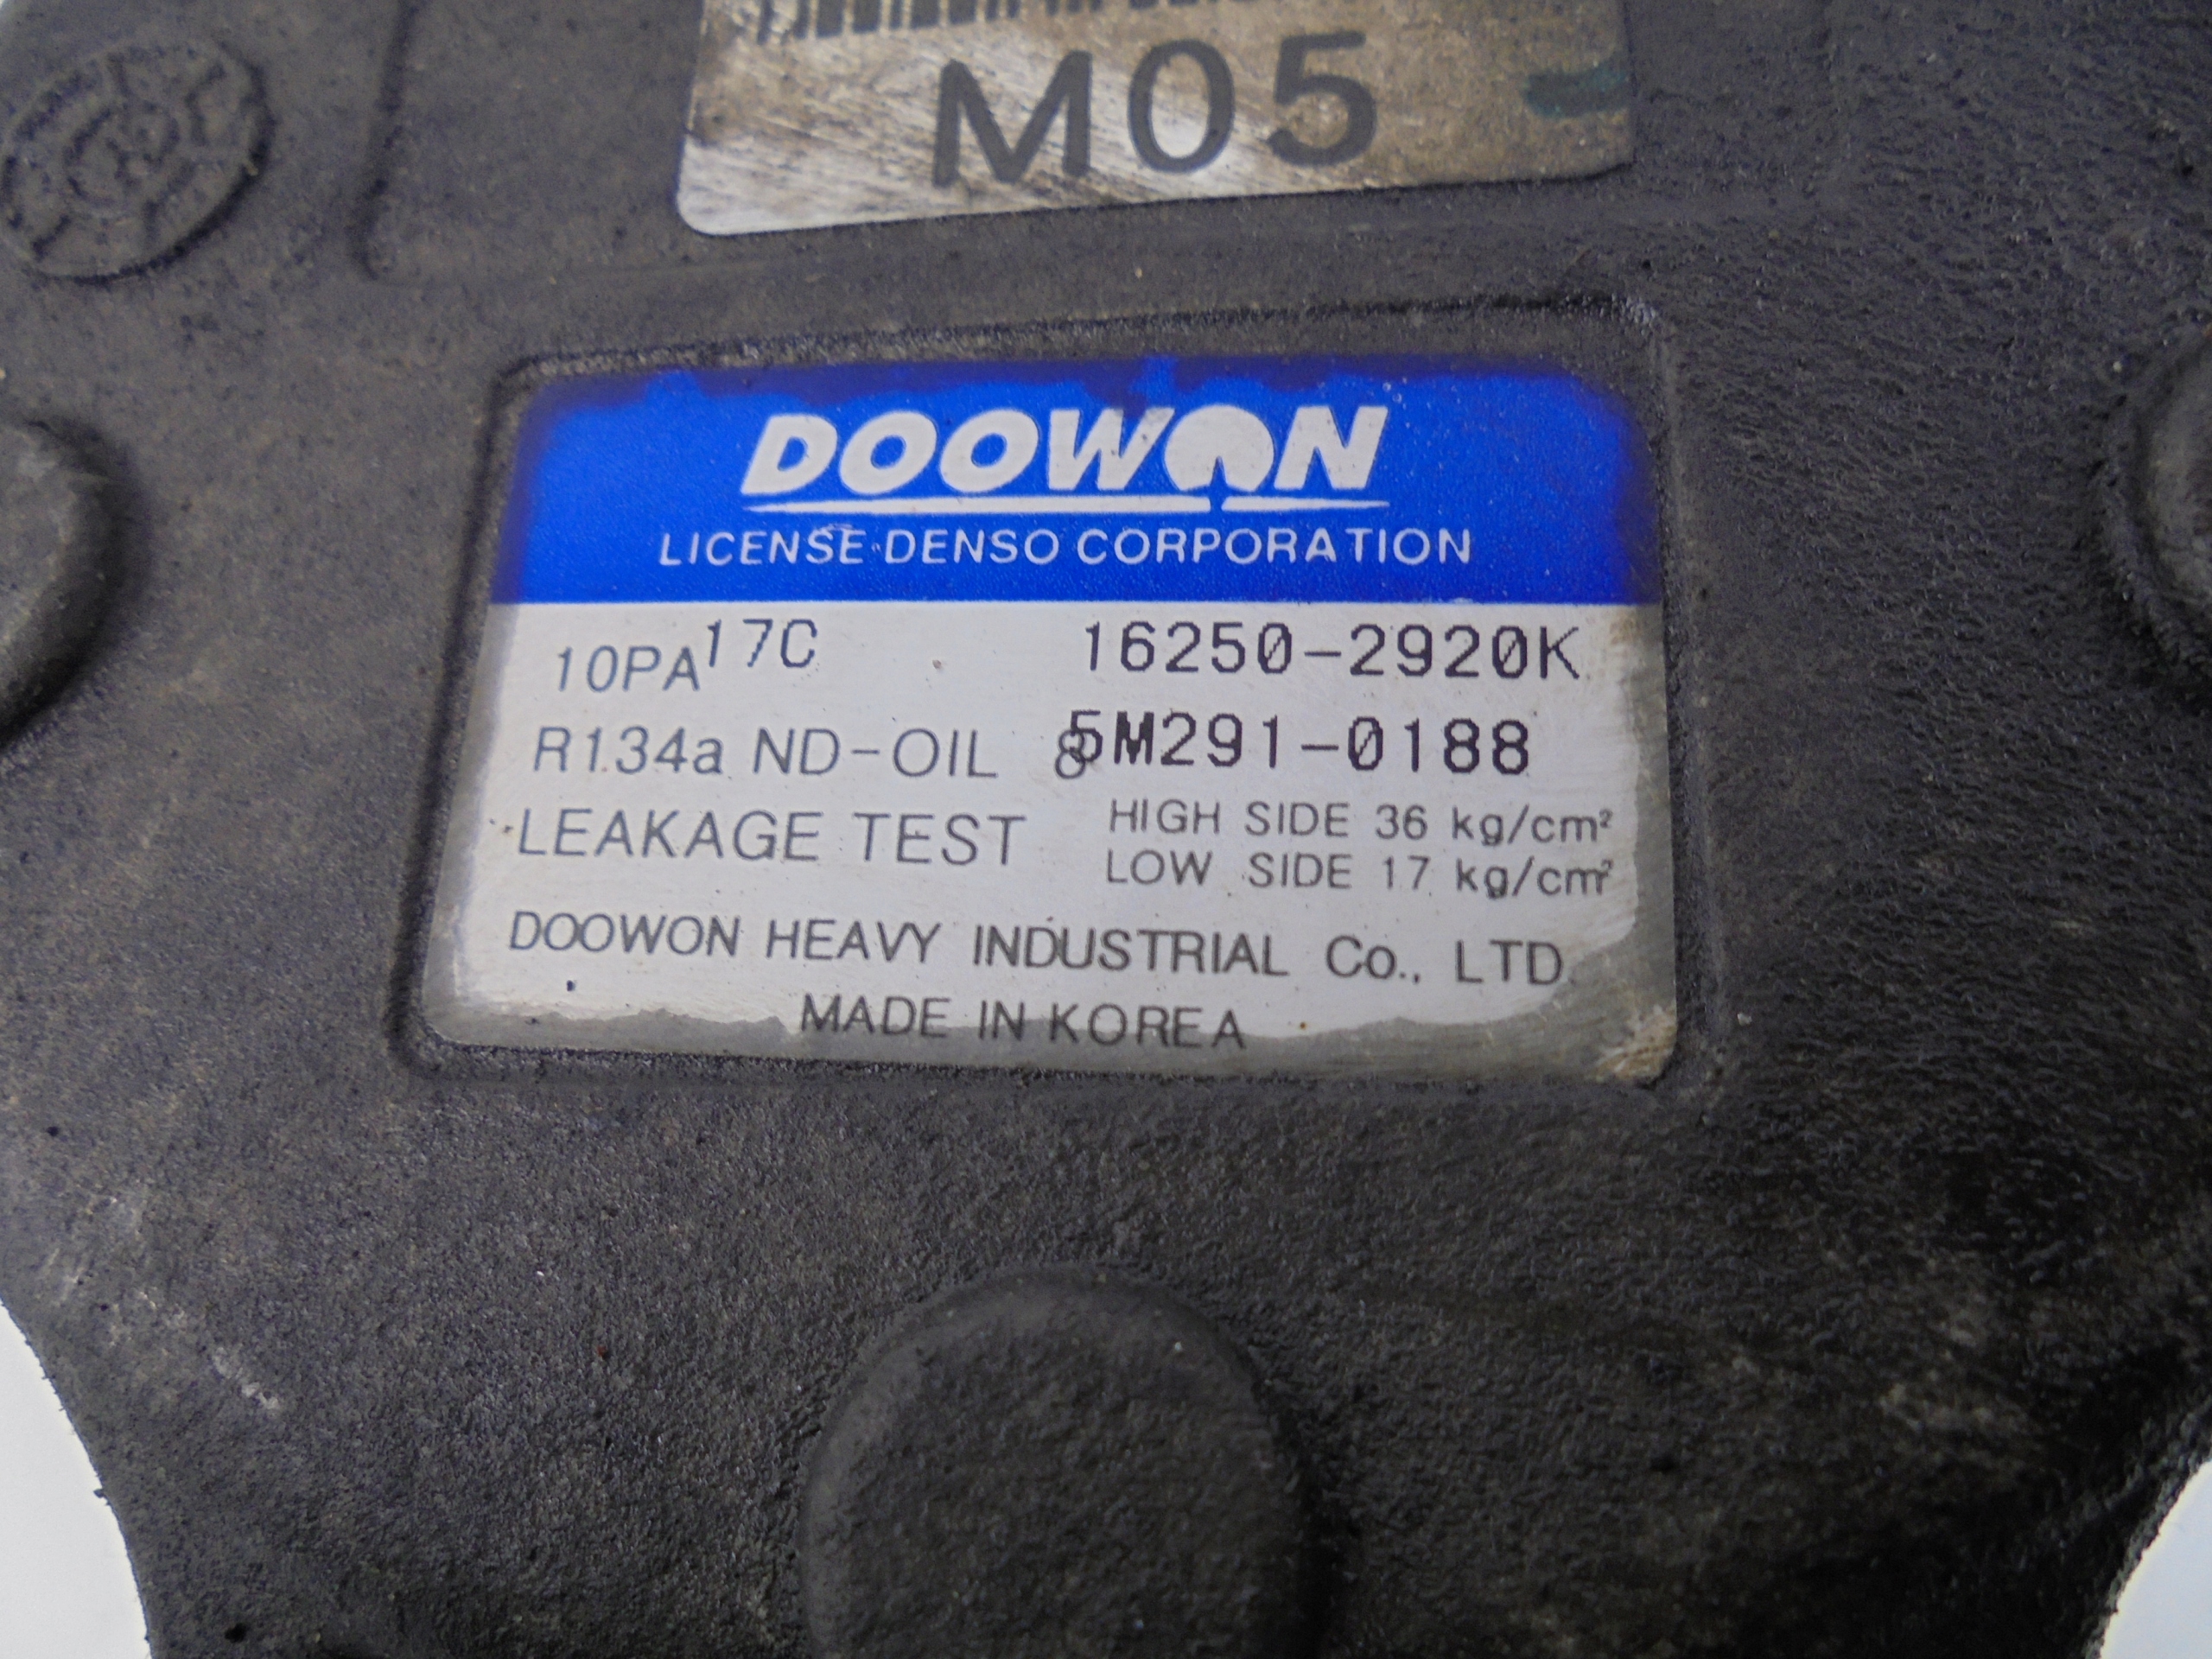 M05
DOOWON
LICENSE·DENSO CORPORATION
10PA17C 16250-2920K
R134a ND-OIL 8 5M291-0188
LEAKAGE TEST HIGH SIDE 36 kg/cm²
LOW SIDE 17 kg/cm²
DOOWON HEAVY INDUSTRIAL Co., LTD.
MADE IN KOREA